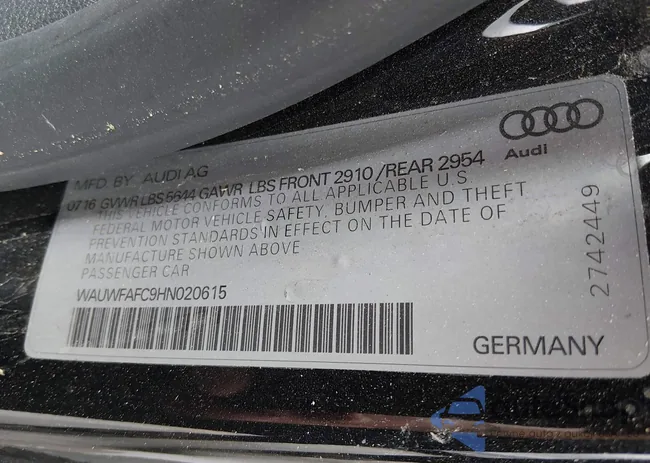 MFD. BY AUDI AG
0716 GVWR LBS 5644 GAWR LBS FRONT 2910 / REAR 2954
THIS VEHICLE CONFORMS TO ALL APPLICABLE U.S
FEDERAL MOTOR VEHICLE SAFETY, BUMPER AND THEFT
PREVENTION STANDARDS IN EFFECT ON THE DATE OF
MANUFACTURE SHOWN ABOVE
PASSENGER CAR
WAUWFAFC9HN020615
Audi
2742449
GERMANY